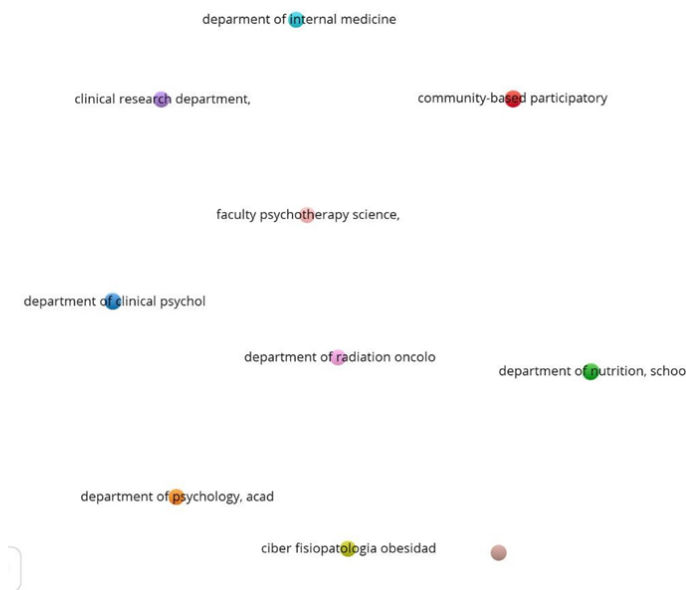 deparment of internal medicine
clinical research department,
community-based participatory
faculty psychotherapy science,
department of clinical psychol
department of radiation oncolo
department of nutrition, schoo
department of psychology, acad
ciber fisiopatologia obesidad